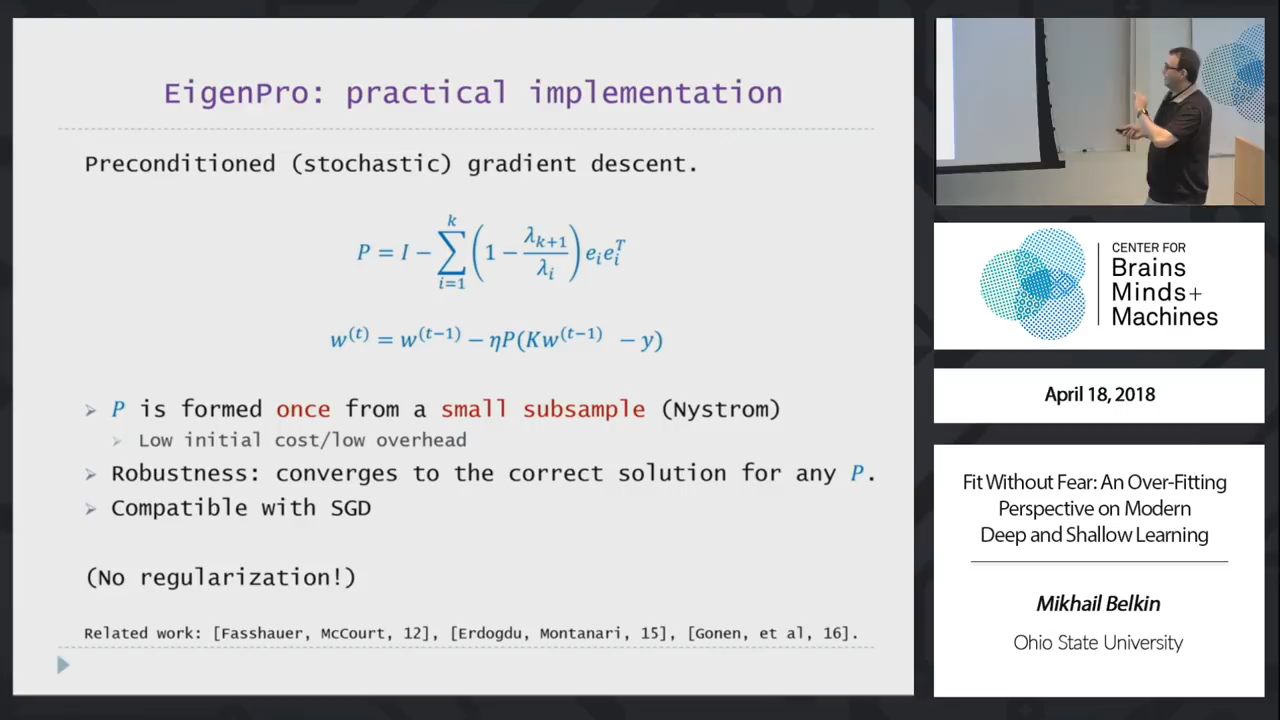 EigenPro: practical implementation
Preconditioned (stochastic) gradient descent.
P = I − ∑_{i=1}^{k} (1 − λ_{k+1}/λ_i) e_i e_i^T
w^{(t)} = w^{(t−1)} − ηP(Kw^{(t−1)} − y)
P is formed once from a small subsample (Nystrom)
Low initial cost/low overhead
Robustness: converges to the correct solution for any P.
Compatible with SGD
(No regularization!)
Related work: [Fasshauer, McCourt, 12], [Erdogdu, Montanari, 15], [Gonen, et al, 16].
CENTER FOR
Brains
Minds+
Machines
April 18, 2018
Fit Without Fear: An Over-Fitting
Perspective on Modern
Deep and Shallow Learning
Mikhail Belkin
Ohio State University